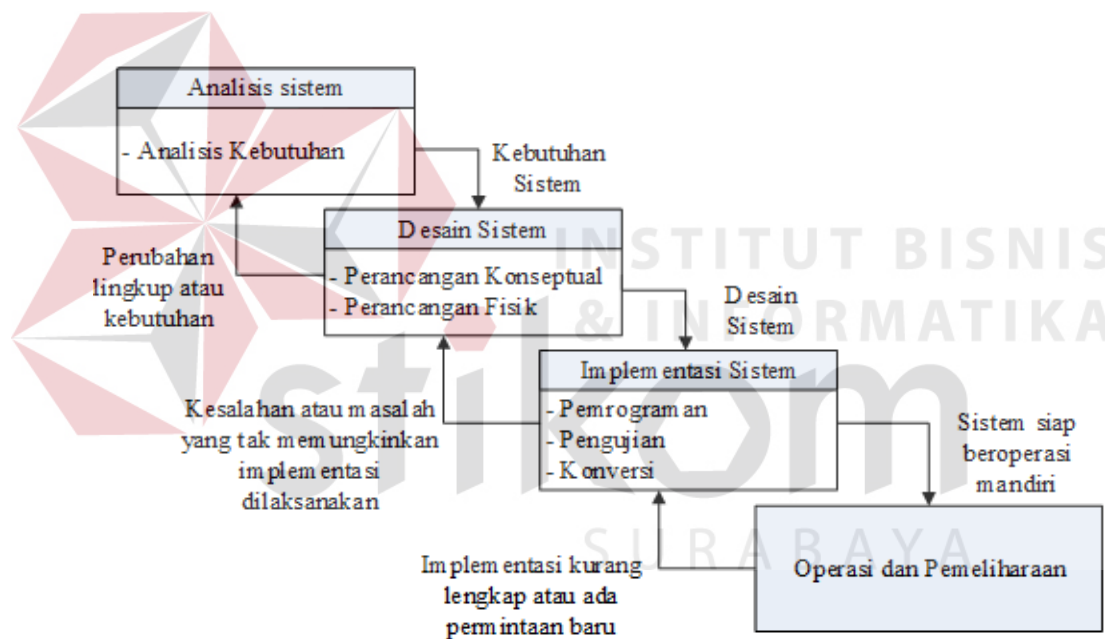 Analisis sistem
- Analisis Kebutuhan
Kebutuhan
Sistem
Desain Sistem
- Perancangan Konseptual
- Perancangan Fisik
Perubahan
lingkup atau
kebutuhan
Desain
Sistem
Implementasi Sistem
- Pemrograman
- Pengujian
- Konversi
Kesalahan atau masalah
yang tak memungkinkan
implementasi
dilaksanakan
Sistem siap
beroperasi
mandiri
Operasi dan Pemeliharaan
Implementasi kurang
lengkap atau ada
permintaan baru
INSTITUT BISNIS
& INFORMATIKA
stikom
SURABAYA